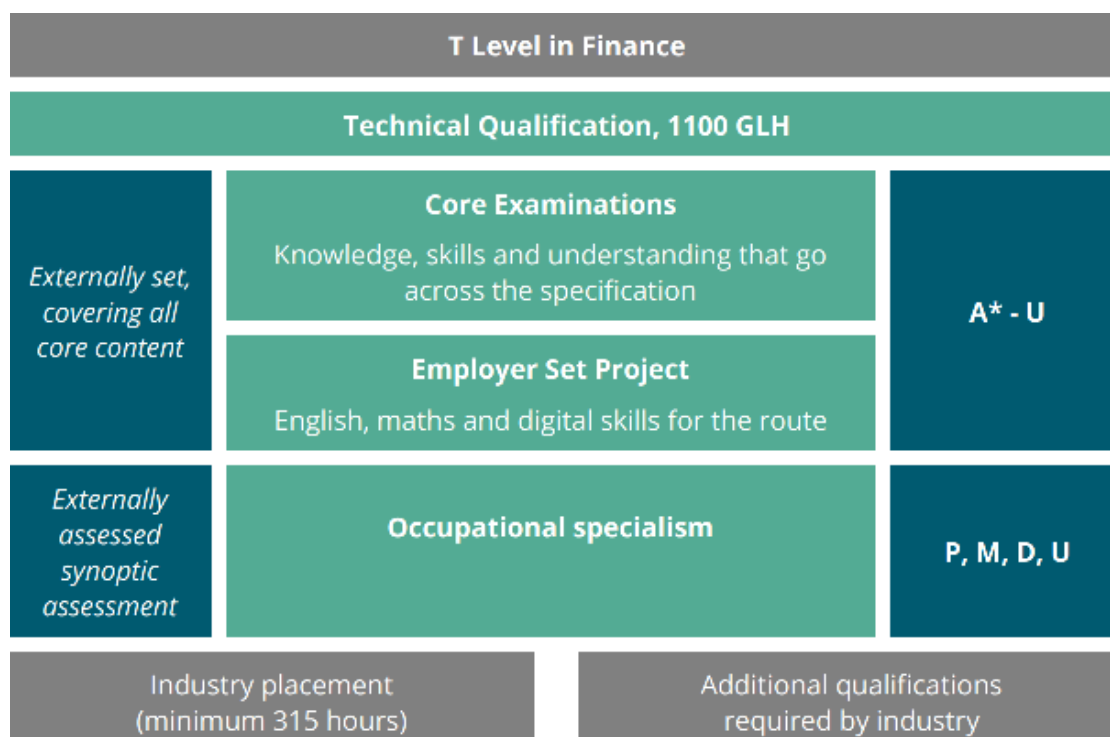 T Level in Finance
Technical Qualification, 1100 GLH
Externally set,
covering all
core content
Core Examinations
Knowledge, skills and understanding that go
across the specification
Employer Set Project
English, maths and digital skills for the route
A* - U
Externally
assessed
synoptic
assessment
Occupational specialism
P, M, D, U
Industry placement
(minimum 315 hours)
Additional qualifications
required by industry